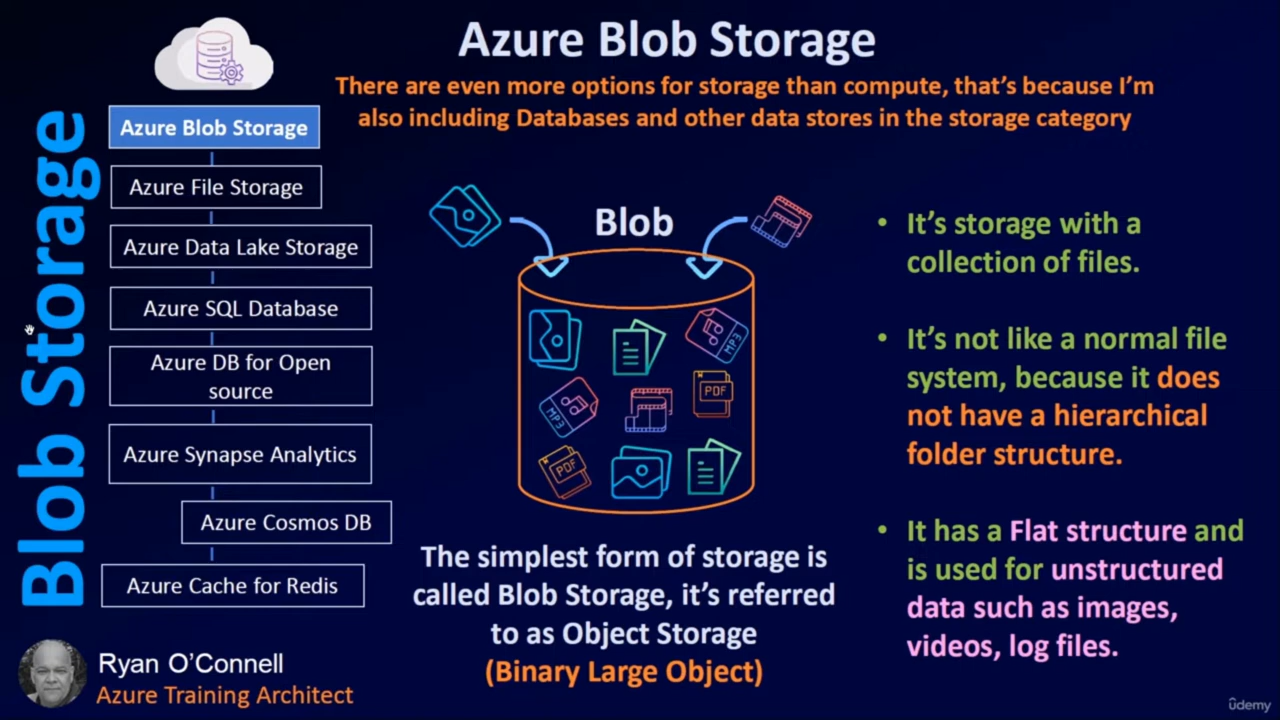 Azure Blob Storage
There are even more options for storage than compute, that's because I'm
also including Databases and other data stores in the storage category
Blob Storage
Azure Blob Storage
Azure File Storage
Azure Data Lake Storage
Azure SQL Database
Azure DB for Open
source
Azure Synapse Analytics
Azure Cosmos DB
Azure Cache for Redis
Blob
MP3
PDF
MP3
PDF
The simplest form of storage is
called Blob Storage, it's referred
to as Object Storage
(Binary Large Object)
• It's storage with a
collection of files.
• It's not like a normal file
system, because it does
not have a hierarchical
folder structure.
• It has a Flat structure and
is used for unstructured
data such as images,
videos, log files.
Ryan O'Connell
Azure Training Architect
udemy